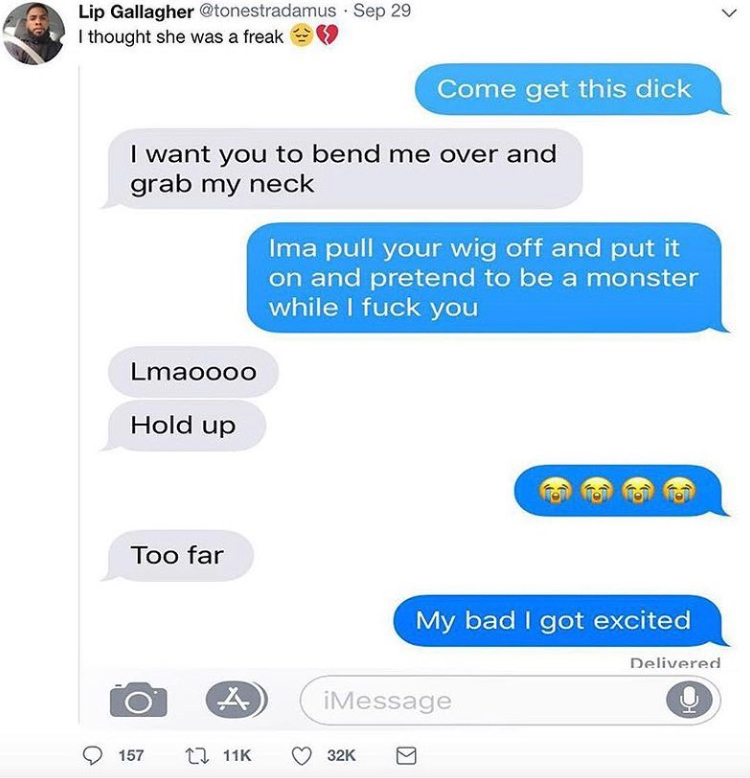 Lip Gallagher @tonestradamus · Sep 29
I thought she was a freak 😔💔
Come get this dick
I want you to bend me over and
grab my neck
Ima pull your wig off and put it
on and pretend to be a monster
while I fuck you
Lmaoooo
Hold up
😭😭😭😭
Too far
My bad I got excited
Delivered
iMessage
157 11K 32K